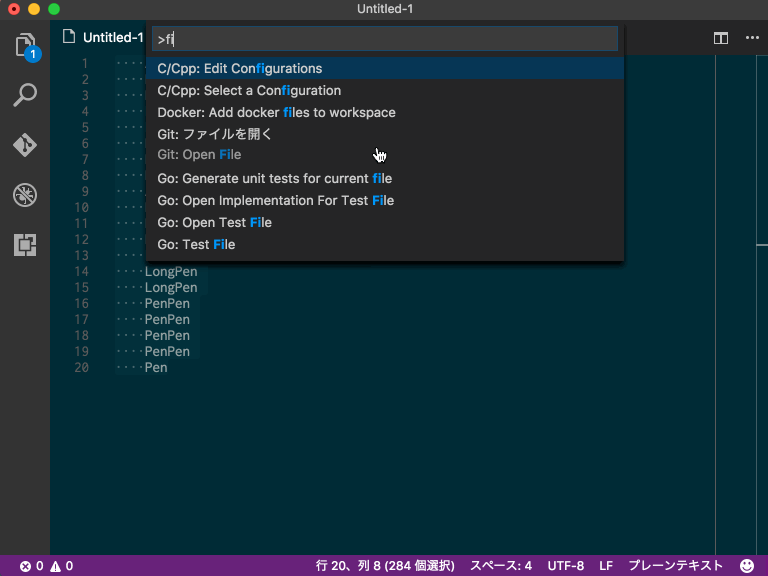 Untitled-1
1
Untitled-1
>fi
C/Cpp: Edit Configurations
C/Cpp: Select a Configuration
Docker: Add docker files to workspace
Git: ファイルを開く
Git: Open File
Go: Generate unit tests for current file
Go: Open Implementation For Test File
Go: Open Test File
Go: Test File
1
2
3
4
5
6
7
8
9
10
11
12
13
14 ····LongPen
15 ····LongPen
16 ····PenPen
17 ····PenPen
18 ····PenPen
19 ····PenPen
20 ····Pen
0 0 行 20、列 8 (284 個選択) スペース: 4 UTF-8 LF プレーンテキスト